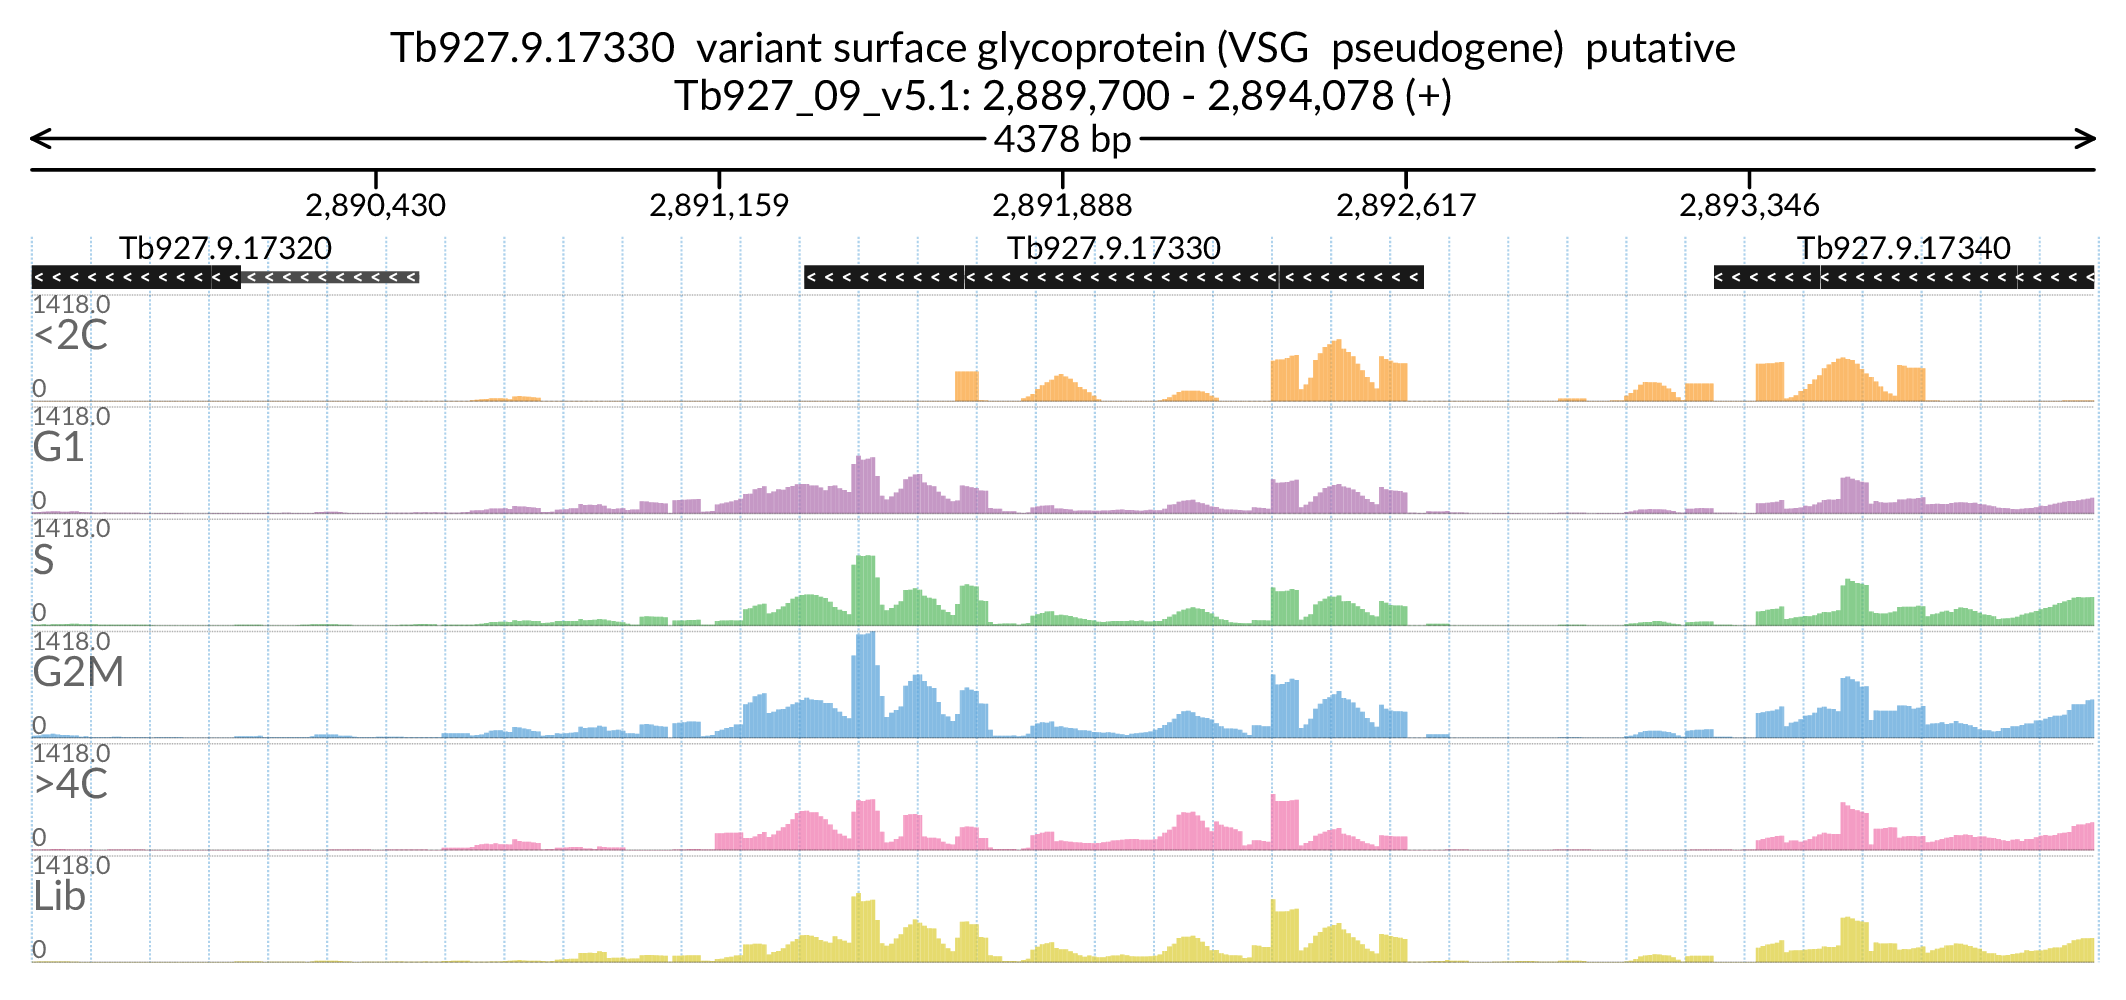 Tb927.9.17330  variant surface glycoprotein (VSG  pseudogene)  putative
Tb927_09_v5.1: 2,889,700 - 2,894,078 (+)
4378 bp
2,890,430 2,891,159 2,891,888 2,892,617 2,893,346
Tb927.9.17320 Tb927.9.17330 Tb927.9.17340
1418.0
<2C
0
1418.0
G1
0
1418.0
S
0
1418.0
G2M
0
1418.0
>4C
0
1418.0
Lib
0